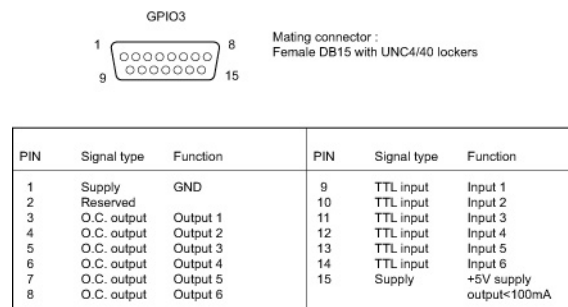 GPIO3
Mating connector :
Female DB15 with UNC4/40 lockers
1 8
9 15
PIN Signal type Function PIN Signal type Function
1 Supply GND 9 TTL input Input 1
2 Reserved 10 TTL input Input 2
3 O.C. output Output 1 11 TTL input Input 3
4 O.C. output Output 2 12 TTL input Input 4
5 O.C. output Output 3 13 TTL input Input 5
6 O.C. output Output 4 14 TTL input Input 6
7 O.C. output Output 5 15 Supply +5V supply
8 O.C. output Output 6 output<100mA